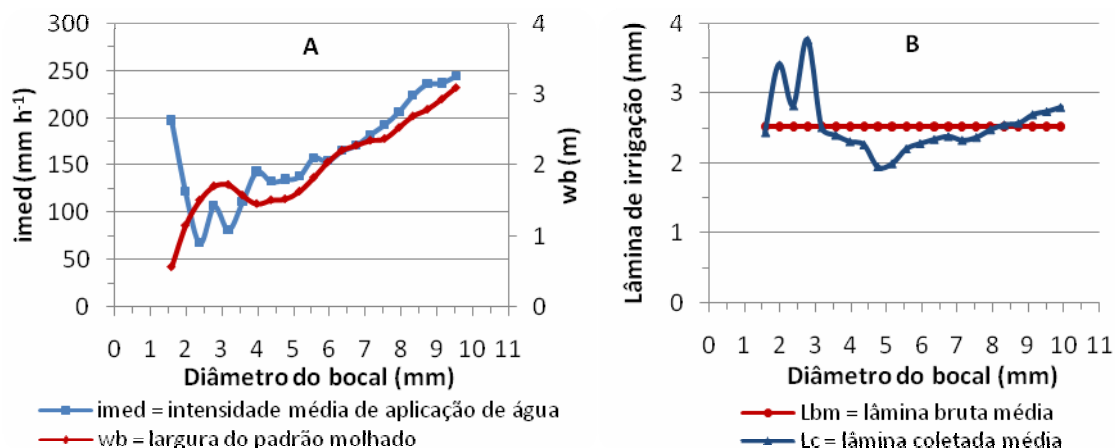 A
imed (mm h⁻¹)
300
250
200
150
100
50
0
wb (m)
4
3
2
1
0
0 1 2 3 4 5 6 7 8 9 10 11
Diâmetro do bocal (mm)
imed = intensidade média de aplicação de água
wb = largura do padrão molhado
B
Lâmina de irrigação (mm)
4
3
2
1
0
0 1 2 3 4 5 6 7 8 9 10 11
Diâmetro do bocal (mm)
Lbm = lâmina bruta média
Lc = lâmina coletada média